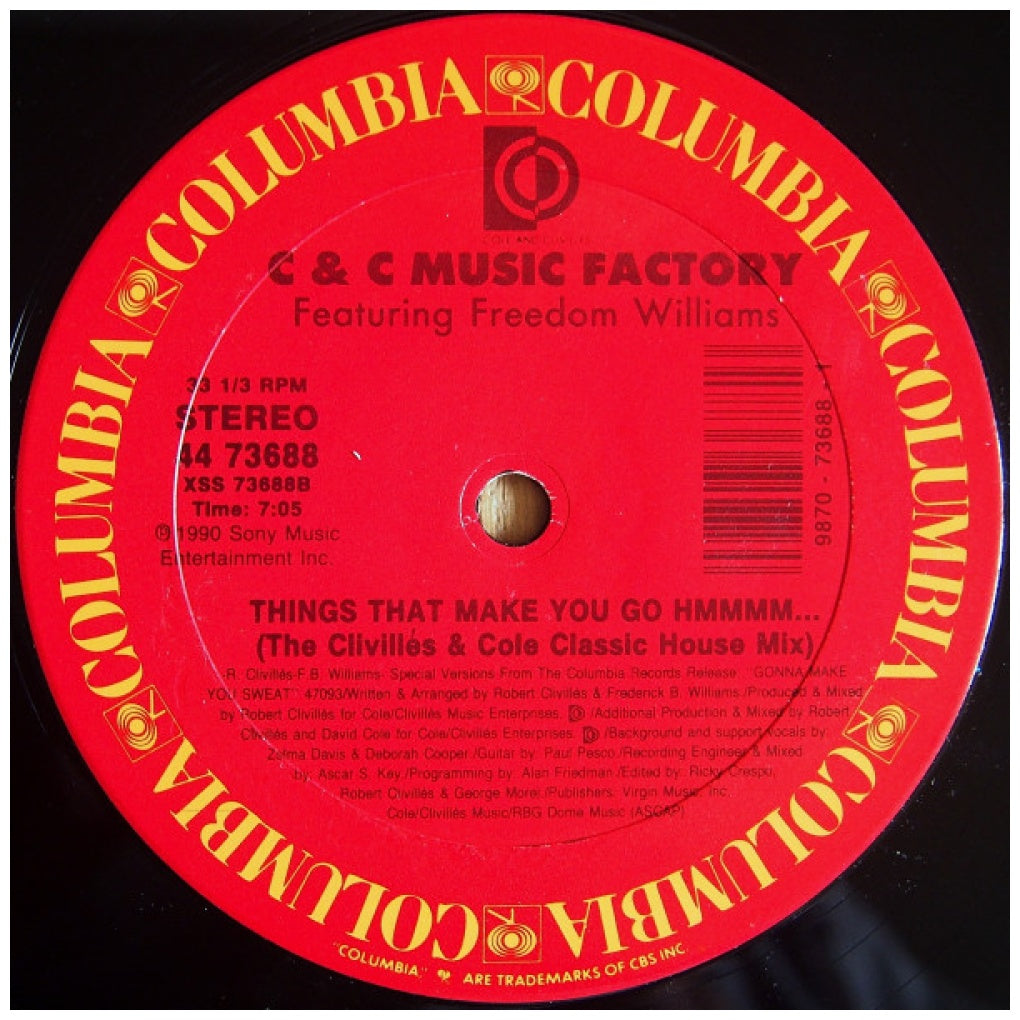 COLUMBIA COLUMBIA COLUMBIA COLUMBIA COLUMBIA COLUMBIA COLUMBIA COLUMBIA
COLE AND CLIVILLÉS
C & C MUSIC FACTORY
Featuring Freedom Williams
33 1/3 RPM
STEREO
44 73688
XSS 73688B
Time: 7:05
Ⓟ1990 Sony Music
Entertainment Inc.
9870 - 73688 - 1
THINGS THAT MAKE YOU GO HMMMM...
(The Clivillés & Cole Classic House Mix)
-R. Clivillés-F.B. Williams- Special Versions From The Columbia Records Release: "GONNA MAKE
YOU SWEAT" 47093/Written & Arranged by Robert Clivillés & Frederick B. Williams./Produced & Mixed
by Robert Clivillés for Cole/Clivillés Music Enterprises. /Additional Production & Mixed by Robert
Clivillés and David Cole for Cole/Clivillés Enterprises. /Background and support vocals by:
Zelma Davis & Deborah Cooper./Guitar by: Paul Pesco./Recording Engineer & Mixed
by: Ascar S. Key./Programming by: Alan Friedman./Edited by: Ricky Crespo,
Robert Clivillés & George Morel./Publishers: Virgin Music, Inc.
Cole/Clivillés Music/RBG Dome Music (ASCAP)
"COLUMBIA," ARE TRADEMARKS OF CBS INC.